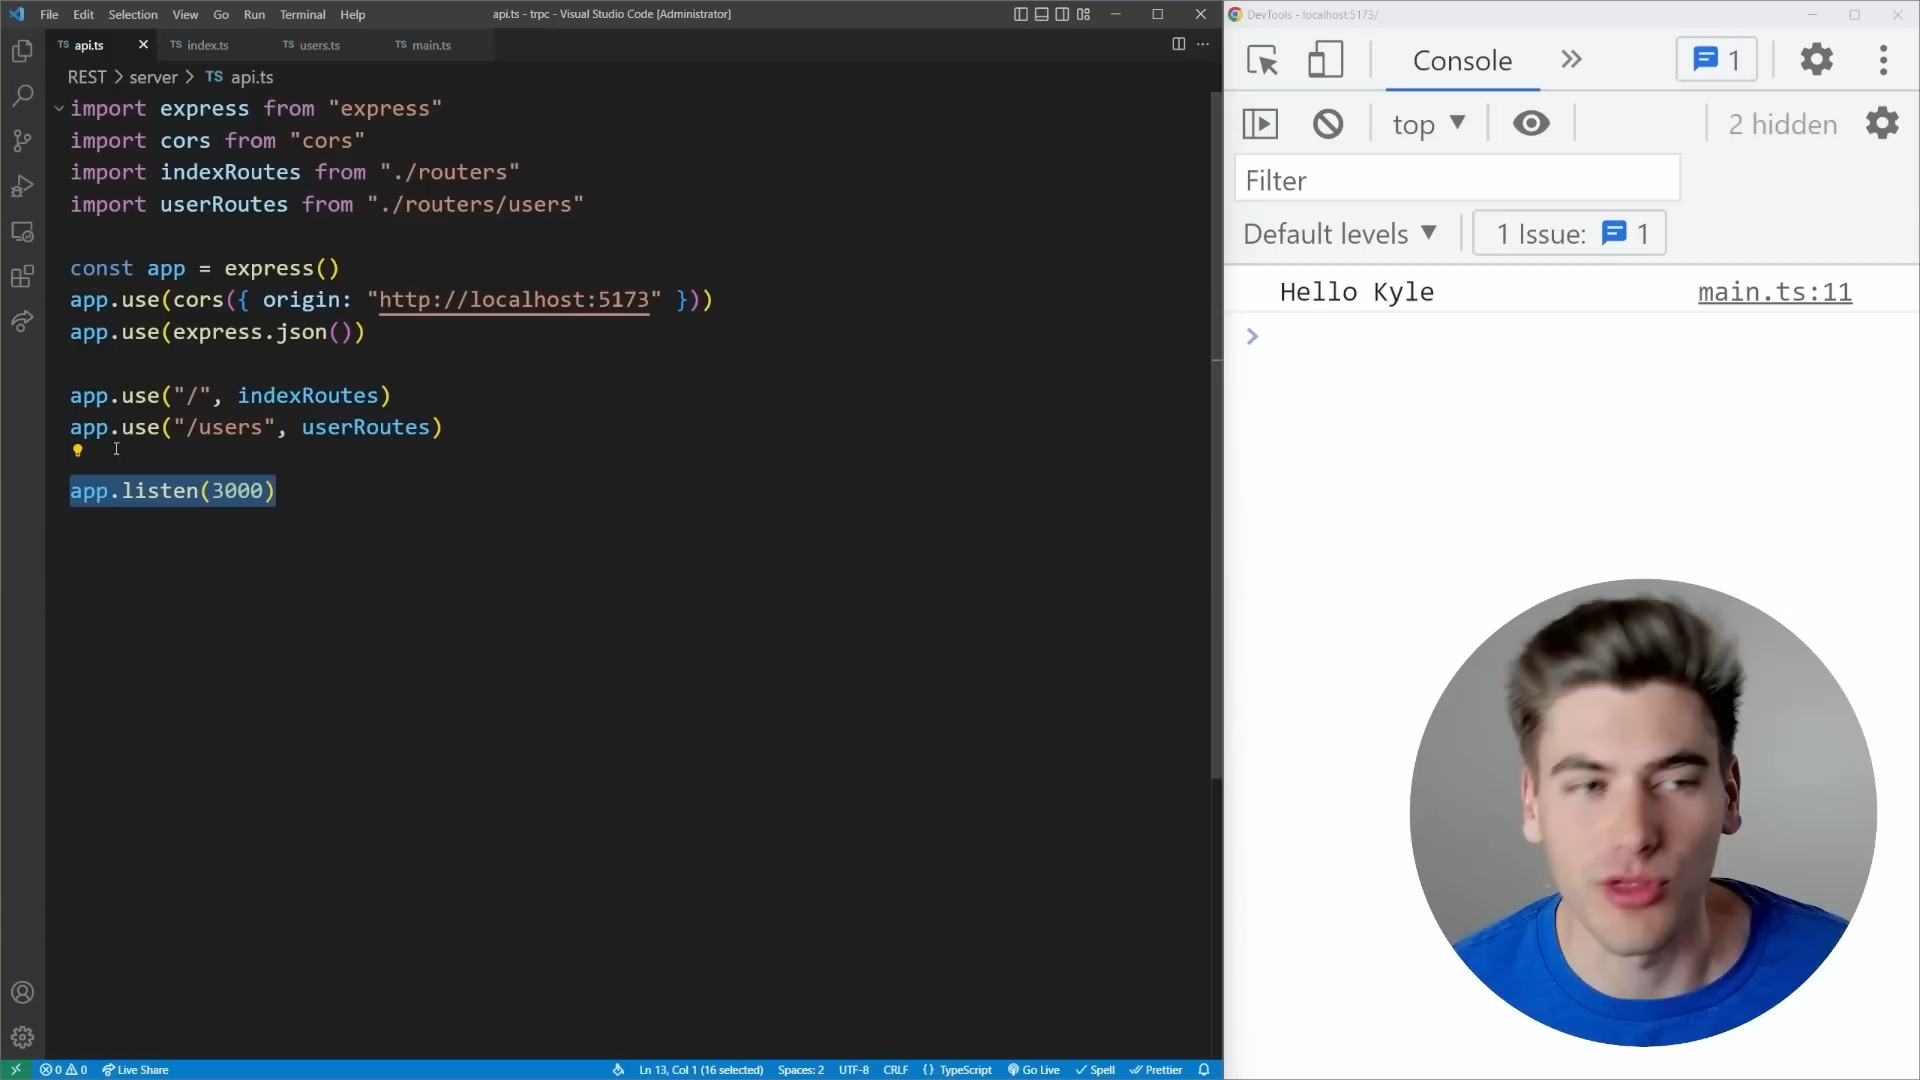 File Edit Selection View Go Run Terminal Help
api.ts - trpc - Visual Studio Code [Administrator]
TS api.ts
TS index.ts
TS users.ts
TS main.ts
REST > server > TS api.ts
import express from "express"
import cors from "cors"
import indexRoutes from "./routers"
import userRoutes from "./routers/users"
const app = express()
app.use(cors({ origin: "http://localhost:5173" }))
app.use(express.json())
app.use("/", indexRoutes)
app.use("/users", userRoutes)
app.listen(3000)
0 0 Live Share
Ln 13, Col 1 (16 selected) Spaces: 2 UTF-8 CRLF {} TypeScript Go Live Spell Prettier
DevTools - localhost:5173/
Console 1
top 2 hidden
Filter
Default levels 1 Issue: 1
Hello Kyle main.ts:11